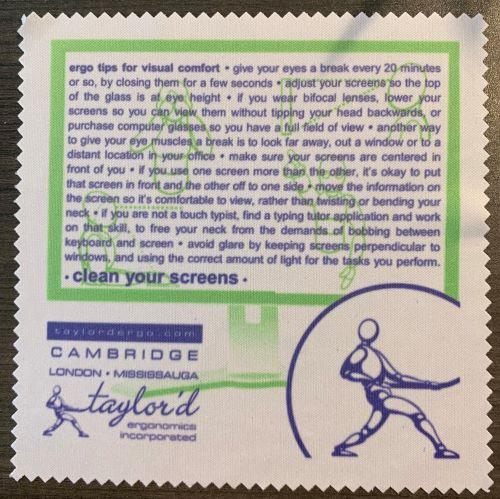 ergo tips for visual comfort • give your eyes a break every 20 minutes
or so, by closing them for a few seconds • adjust your screens so the top
of the glass is at eye height • if you wear bifocal lenses, lower your
screens so you can view them without tipping your head backwards, or
purchase computer glasses so you have a full field of view • another way
to give your eye muscles a break is to look far away, out a window or to a
distant location in your office • make sure your screens are centered in
front of you • if you use one screen more than the other, it's okay to put
that screen in front and the other off to one side • move the information on
the screen so it's comfortable to view, rather than twisting or bending your
neck • if you are not a touch typist, find a typing tutor application and work
on that skill, to free your neck from the demands of bobbing between
keyboard and screen • avoid glare by keeping screens perpendicular to
windows, and using the correct amount of light for the tasks you perform.
• clean your screens •
taylordergo.com
CAMBRIDGE
LONDON • MISSISSAUGA
taylor'd
ergonomics
incorporated